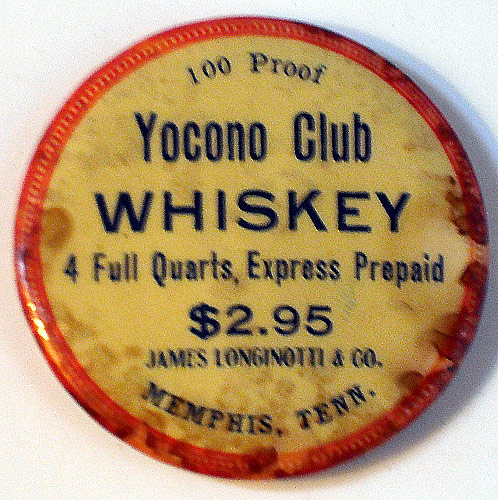 100 Proof
Yocono Club
WHISKEY
4 Full Quarts, Express Prepaid
$2.95
JAMES LONGINOTTI & CO.
MEMPHIS, TENN.